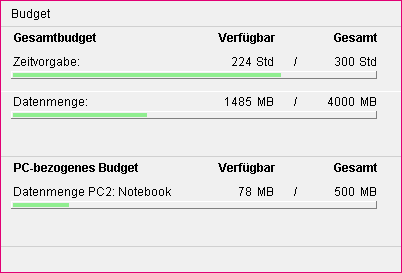 Budget
Gesamtbudget Verfügbar Gesamt
Zeitvorgabe: 224 Std / 300 Std
Datenmenge: 1485 MB / 4000 MB
PC-bezogenes Budget Verfügbar Gesamt
Datenmenge PC2: Notebook 78 MB / 500 MB